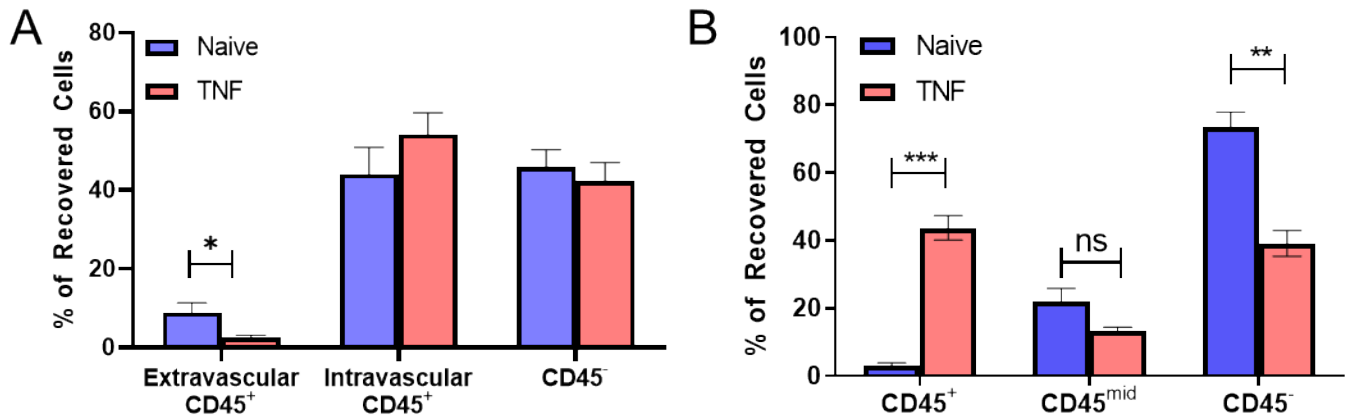 A
% of Recovered Cells
80
60
40
20
0
Naive
TNF
*
Extravascular
CD45⁺
Intravascular
CD45⁺
CD45⁻
B
% of Recovered Cells
100
80
60
40
20
0
Naive
TNF
***
ns
**
CD45⁺
CD45ᵐⁱᵈ
CD45⁻